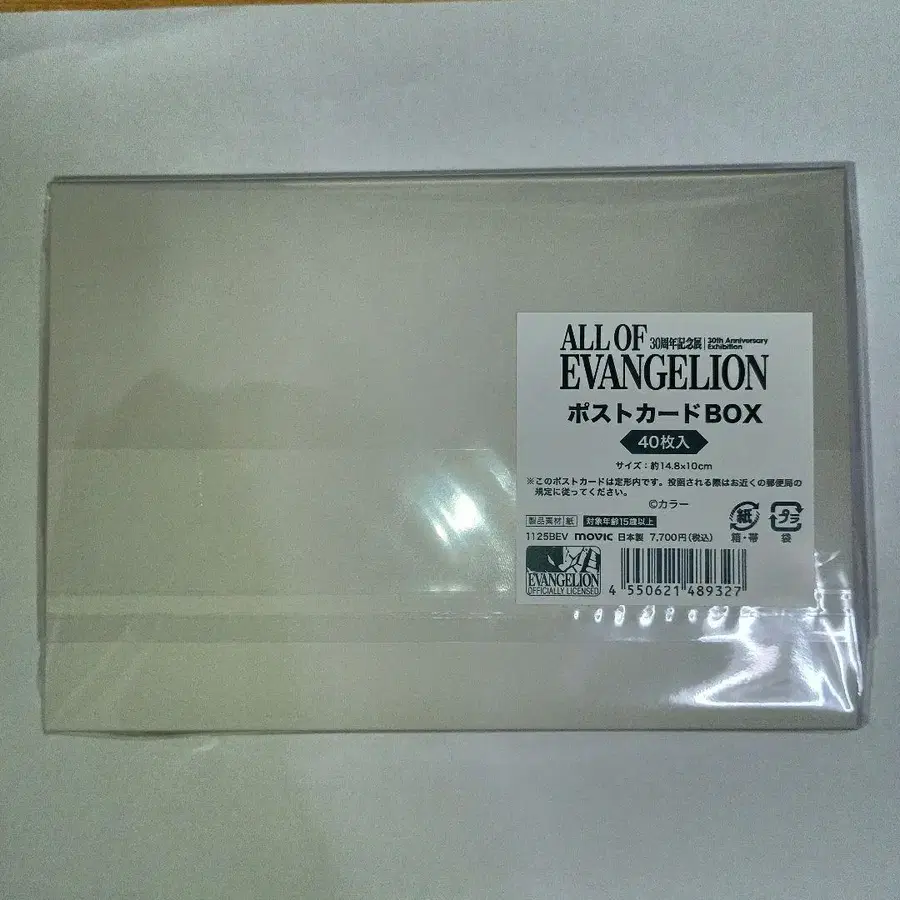 ALL OF 30周年記念展 30th Anniversary Exhibition
EVANGELION
ポストカードBOX
40枚入
サイズ：約14.8×10cm
※このポストカードは定形内です。投函される際はお近くの郵便局の
規定に従ってください。
©カラー
製品素材 紙 対象年齢15歳以上
1125BEV movic 日本製 7,700円(税込)
紙 プラ
箱・帯 袋
EVANGELION
OFFICIALLY LICENSED
4 550621 489327